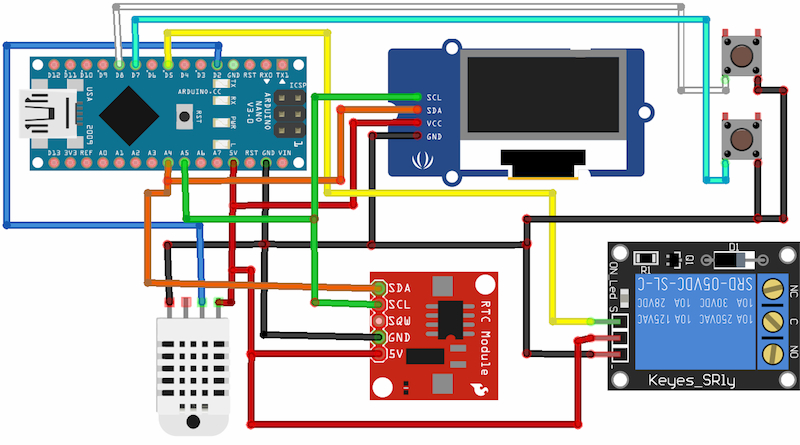 D12 D11 D10 D9 D8 D7 D6 D5 D4 D3 D2 GND RST RX0 TX1
USA
2009
ARDUINO.CC
RST
TX
RX
PWR
L
ARDUINO
NANO
V3.0
ICSP
1
D13 3V3 REF A0 A1 A2 A3 A4 A5 A6 A7 5V RST GND VIN
SCL
SDA
VCC
GND
SDA
SCL
SQW
GND
5V
RTC Module
ON Led
S
R1
Q1
D1
SRD-05VDC-SL-C
10A 30VDC 10A 28VDC
10A 250VAC 10A 125VAC
NC
C
NO
Keyes_SRly